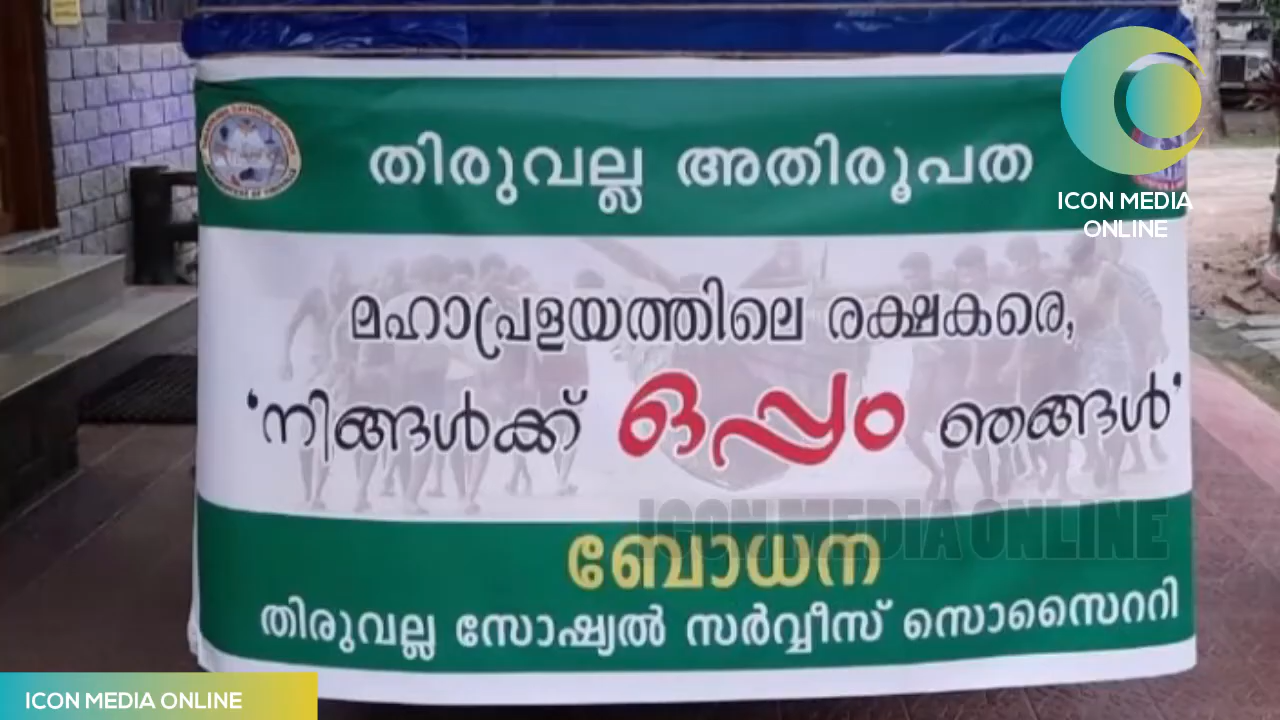 തിരുവല്ല അതിരൂപത
ICON MEDIA
ONLINE
മഹാപ്രളയത്തിലെ രക്ഷകരെ,
'നിങ്ങൾക്ക് ഒപ്പം ഞങ്ങൾ'
ICON MEDIA ONLINE
ബോധന
തിരുവല്ല സോഷ്യൽ സർവ്വീസ് സൊസൈററി
ICON MEDIA ONLINE